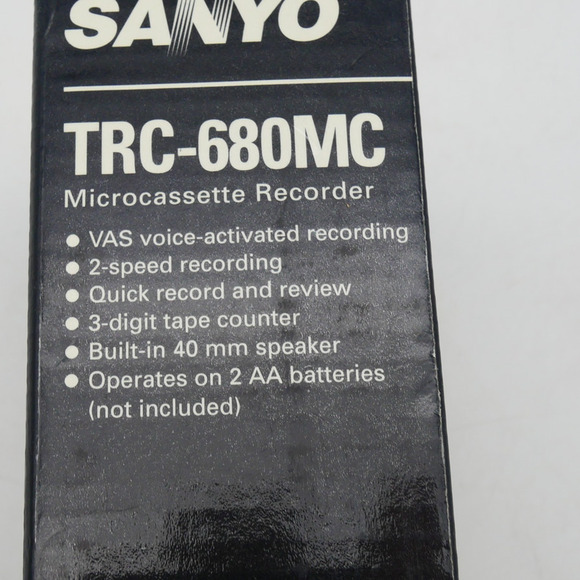 SANYO
TRC-680MC
Microcassette Recorder
● VAS voice-activated recording
● 2-speed recording
● Quick record and review
● 3-digit tape counter
● Built-in 40 mm speaker
● Operates on 2 AA batteries
(not included)